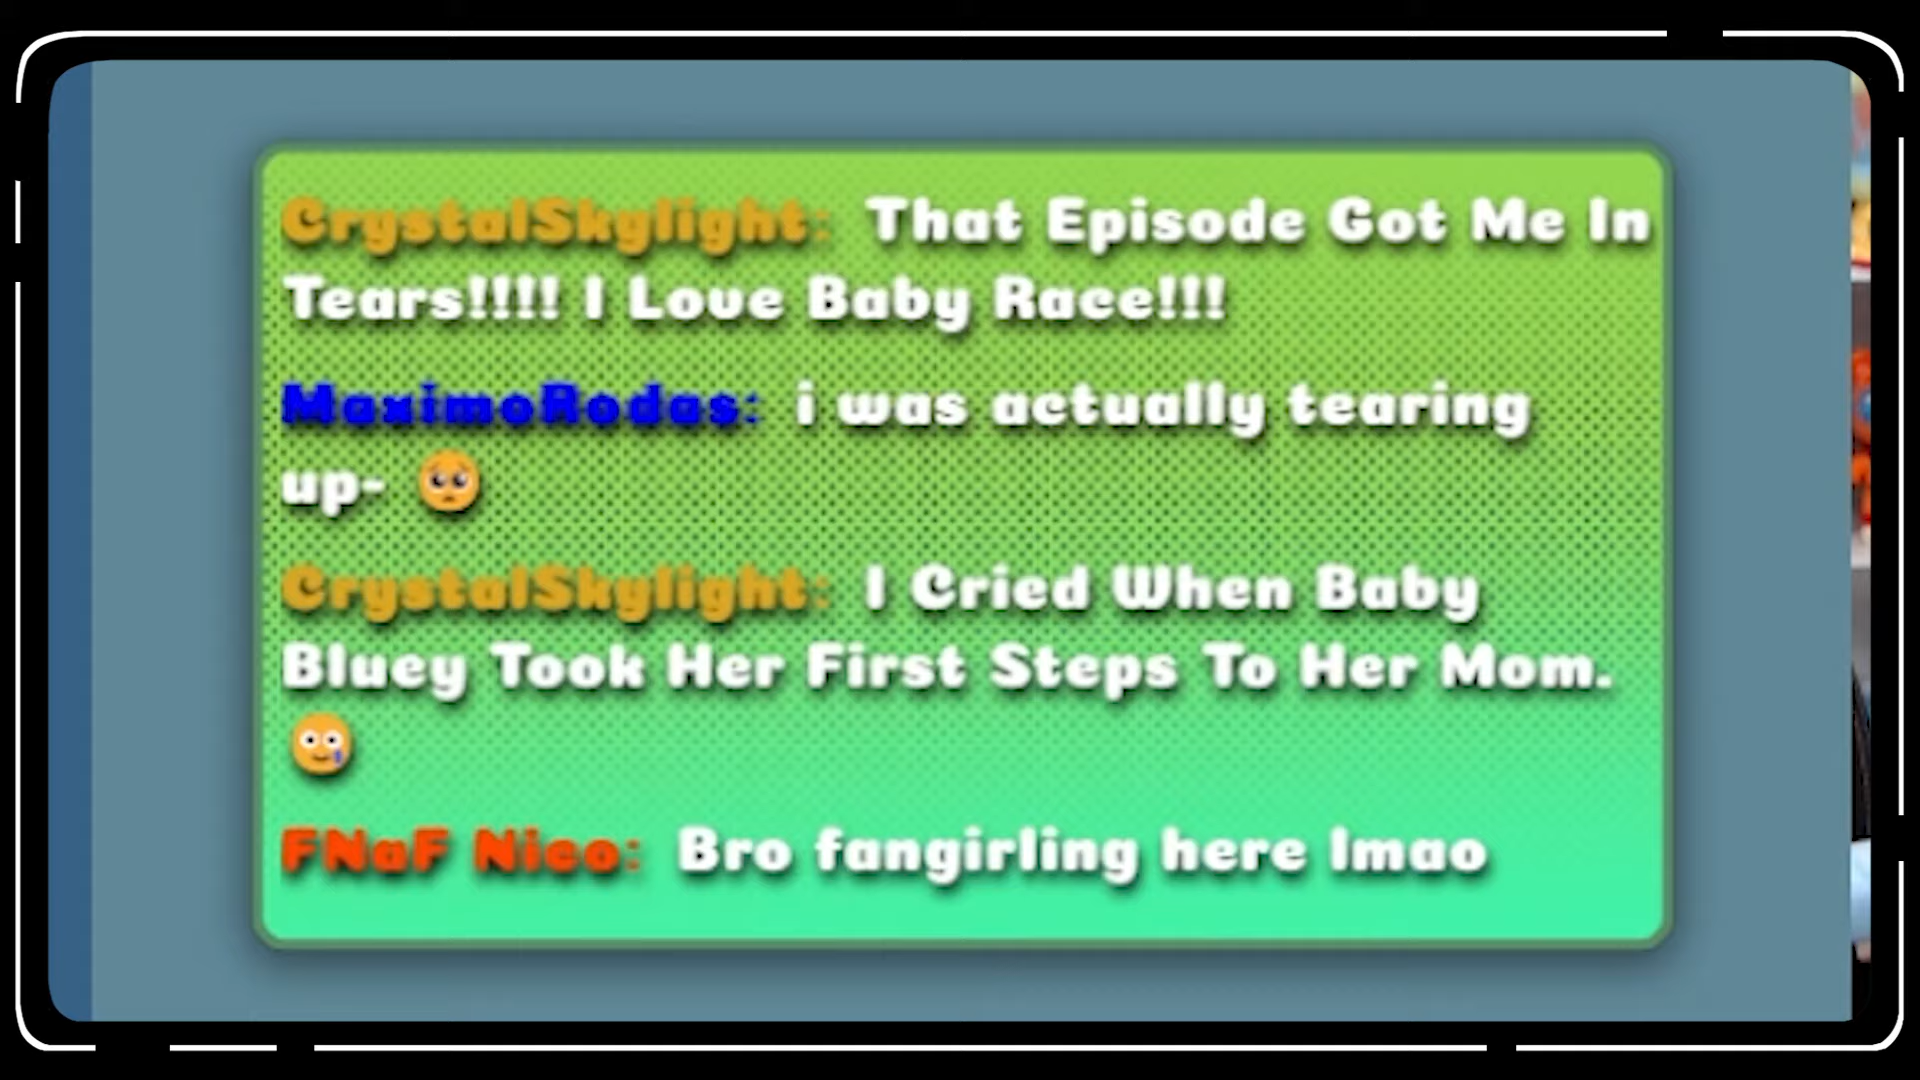 CrystalSkylight: That Episode Got Me In
Tears!!!! I Love Baby Race!!!
MaximoRodas: i was actually tearing
up- 🥺
CrystalSkylight: I Cried When Baby
Bluey Took Her First Steps To Her Mom.
🥲
FNaF Nico: Bro fangirling here lmao